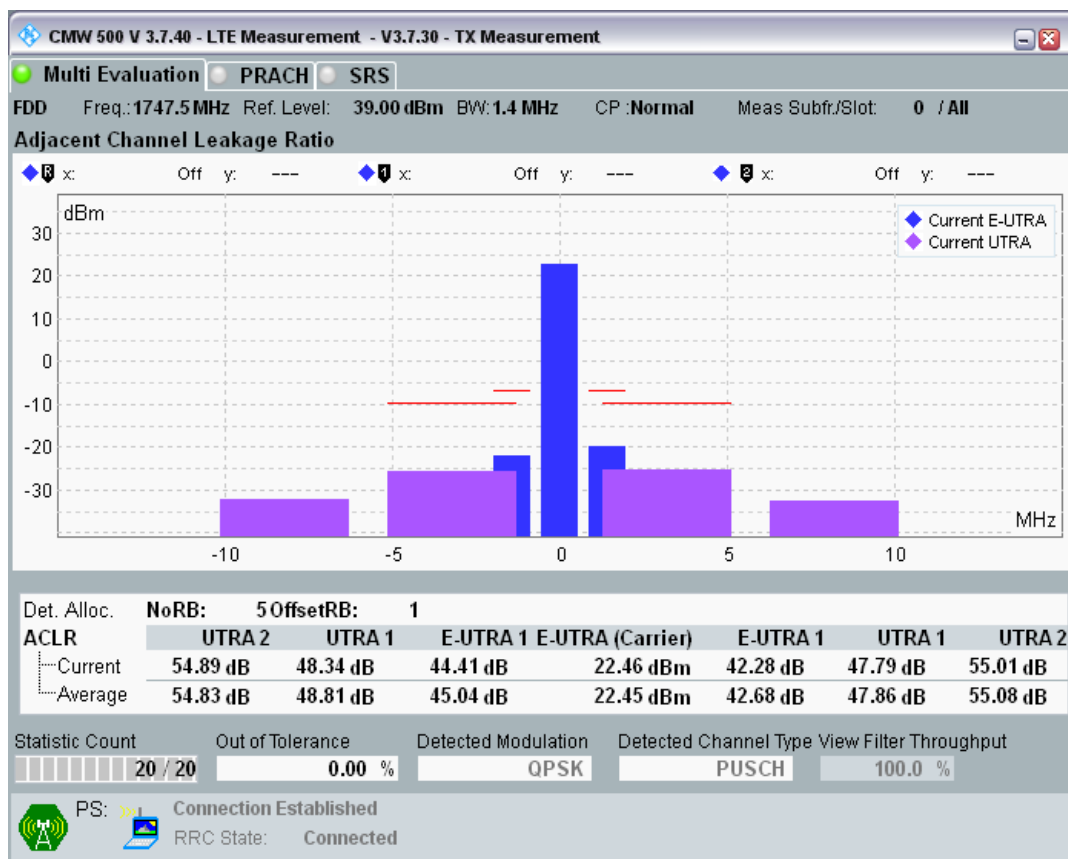 CMW 500 V 3.7.40 - LTE Measurement - V3.7.30 - TX Measurement
Multi Evaluation PRACH SRS
FDD Freq.: 1747.5 MHz Ref. Level: 39.00 dBm BW: 1.4 MHz CP :Normal Meas Subfr./Slot: 0 / All
Adjacent Channel Leakage Ratio
R x: Off y: --- 1 x: Off y: --- 2 x: Off y: ---
dBm
Current E-UTRA
Current UTRA
30
20
10
0
-10
-20
-30
MHz
-10 -5 0 5 10
Det. Alloc. NoRB: 5 OffsetRB: 1
ACLR UTRA 2 UTRA 1 E-UTRA 1 E-UTRA (Carrier) E-UTRA 1 UTRA 1 UTRA 2
Current 54.89 dB 48.34 dB 44.41 dB 22.46 dBm 42.28 dB 47.79 dB 55.01 dB
Average 54.83 dB 48.81 dB 45.04 dB 22.45 dBm 42.68 dB 47.86 dB 55.08 dB
Statistic Count Out of Tolerance Detected Modulation Detected Channel Type View Filter Throughput
20 / 20 0.00 % QPSK PUSCH 100.0 %
PS: Connection Established
RRC State: Connected